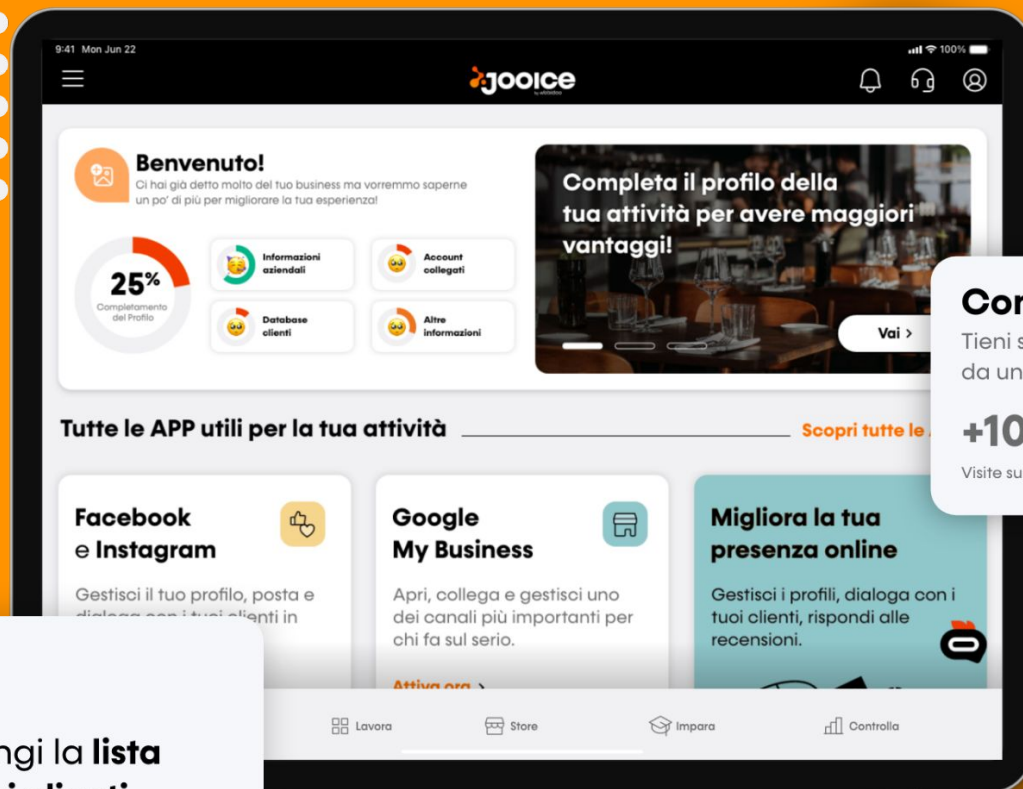 9:41 Mon Jun 22
100%
jooice
Benvenuto!
Ci hai già detto molto del tuo business ma vorremmo saperne
un po' di più per migliorare la tua esperienza!
25%
Completamento
del Profilo
Informazioni
aziendali
Account
collegati
Database
clienti
Altre
informazioni
Completa il profilo della
tua attività per avere maggiori
vantaggi!
Vai >
Tieni
da un
+10
Visite su
Tutte le APP utili per la tua attività
Scopri tutte le
Facebook
e Instagram
Gestisci il tuo profilo, posta e
dialoga con i tuoi clienti in
Google
My Business
Apri, collega e gestisci uno
dei canali più importanti per
chi fa sul serio.
Attiva ora >
Migliora la tua
presenza online
Gestisci i profili, dialoga con i
tuoi clienti, rispondi alle
recensioni.
Lavora
Store
Impara
Controlla
la lista